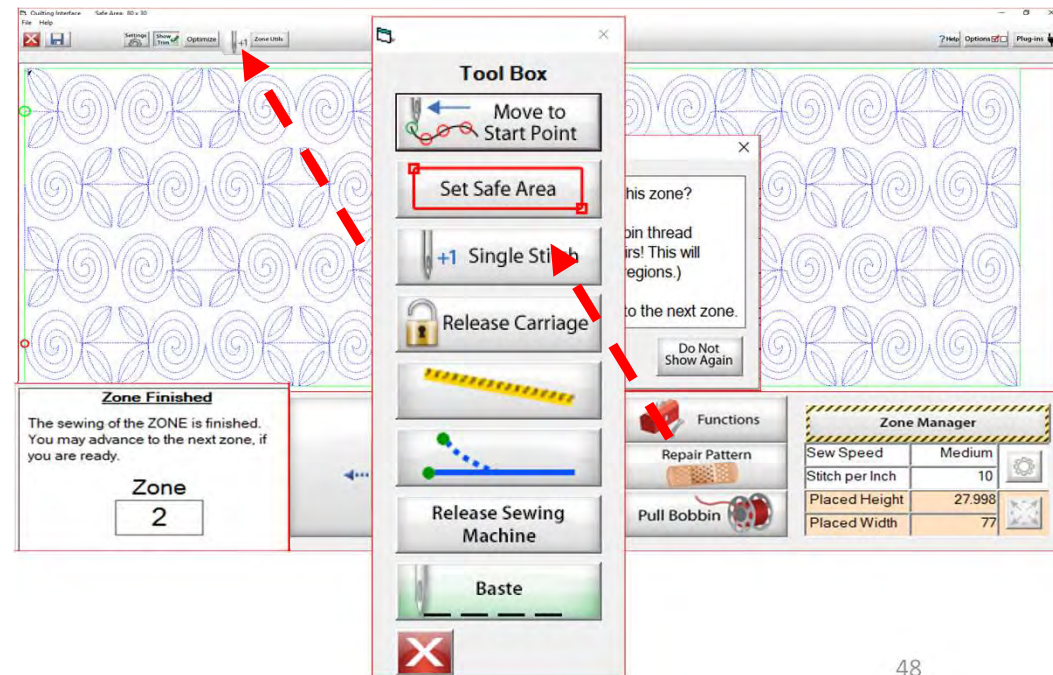 Quilting Interface Safe Area: 80 x 30
File Help
Settings
Show Trim
Optimize
+1
Zone Utils
?Help
Options
Plug-ins
Tool Box
Move to
Start Point
Set Safe Area
+1 Single Stitch
Release Carriage
Release Sewing
Machine
Baste
his zone?
bin thread
irs! This will
regions.)
to the next zone.
Do Not
Show Again
Zone Finished
The sewing of the ZONE is finished.
You may advance to the next zone, if
you are ready.
Zone
2
Functions
Repair Pattern
Pull Bobbin
Zone Manager
Sew Speed Medium
Stitch per Inch 10
Placed Height 27.998
Placed Width 77
48